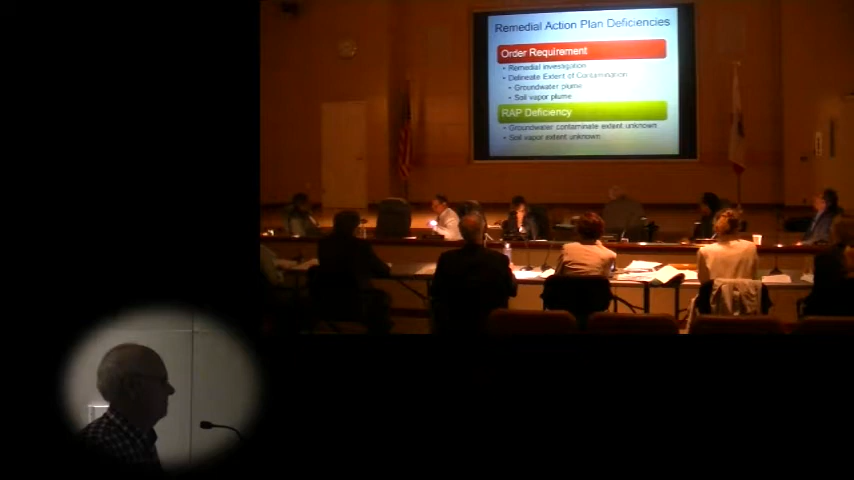 Remedial Action Plan Deficiencies
Order Requirement
• Remedial investigation
• Delineate Extent of Contamination
• Groundwater plume
• Soil vapor plume
RAP Deficiency
• Groundwater contaminate extent unknown
• Soil vapor extent unknown